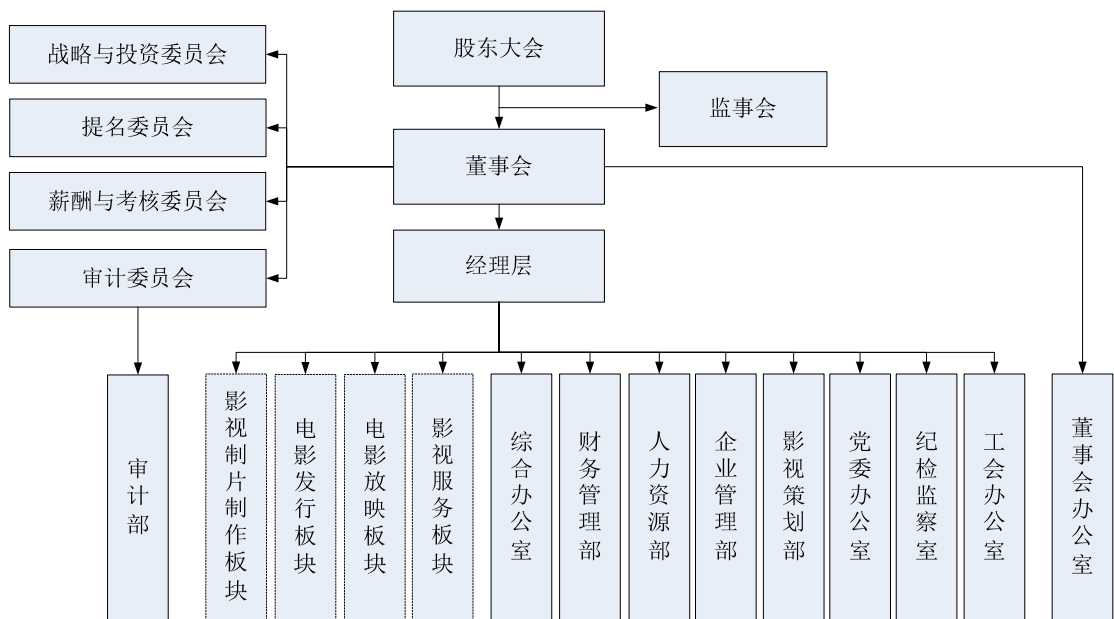 股东大会
监事会
董事会
经理层
战略与投资委员会
提名委员会
薪酬与考核委员会
审计委员会
审计部
影视制片制作板块
电影发行板块
电影放映板块
影视服务板块
综合办公室
财务管理部
人力资源部
企业管理部
影视策划部
党委办公室
纪检监察室
工会办公室
董事会办公室